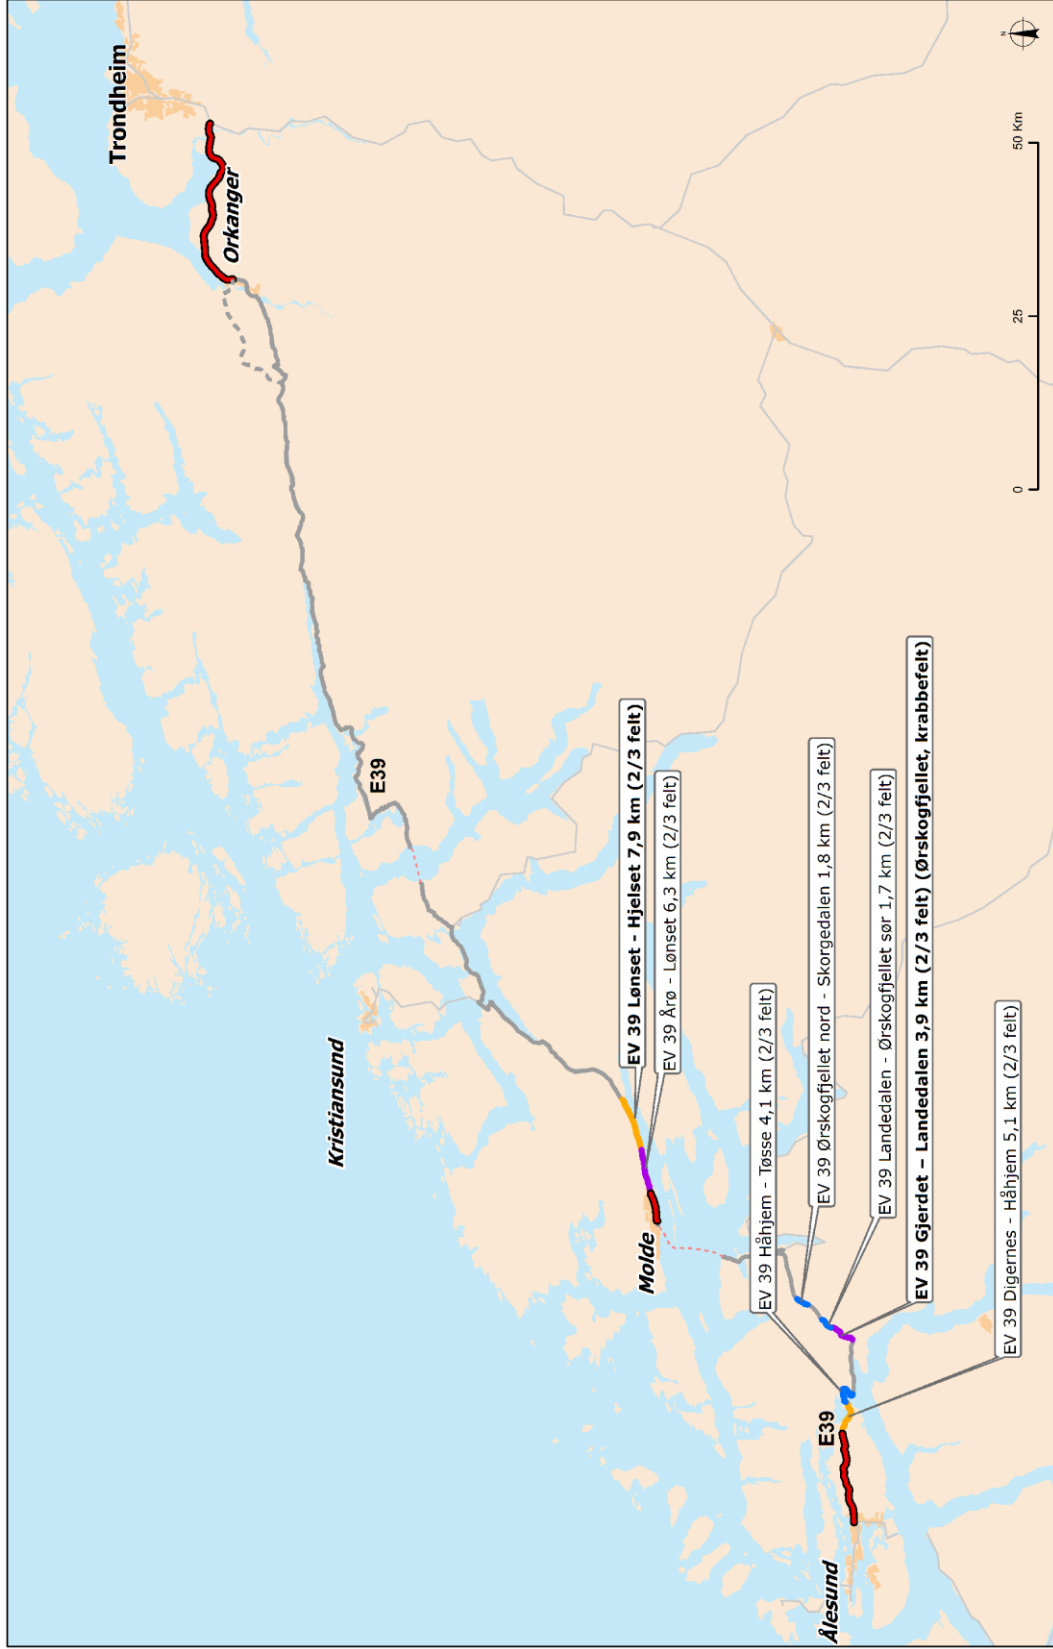 Trondheim
Orkanger
E39
Kristiansund
EV 39 Lønset - Hjelset 7,9 km (2/3 felt)
EV 39 Årø - Lønset 6,3 km (2/3 felt)
Molde
EV 39 Håhjem - Tøsse 4,1 km (2/3 felt)
EV 39 Ørskogfjellet nord - Skorgedalen 1,8 km (2/3 felt)
EV 39 Landedalen - Ørskogfjellet sør 1,7 km (2/3 felt)
EV 39 Gjerdet – Landedalen 3,9 km (2/3 felt) (Ørskogfjellet, krabbefelt)
EV 39 Digernes - Håhjem 5,1 km (2/3 felt)
E39
Ålesund
0 25 50 Km
N